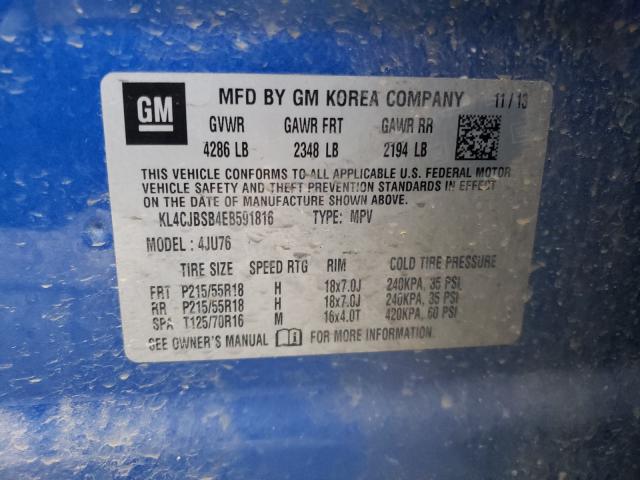 GM MFD BY GM KOREA COMPANY 11/13
GVWR GAWR FRT GAWR RR
4286 LB 2348 LB 2194 LB
THIS VEHICLE CONFORMS TO ALL APPLICABLE U.S. FEDERAL MOTOR
VEHICLE SAFETY AND THEFT PREVENTION STANDARDS IN EFFECT
ON THE DATE OF MANUFACTURE SHOWN ABOVE.
KL4CJBSB4EB591816 TYPE: MPV
MODEL: 4JU76
TIRE SIZE SPEED RTG RIM COLD TIRE PRESSURE
FRT P215/55R18 H 18x7.0J 240KPA, 35 PSI
RR P215/55R18 H 18x7.0J 240KPA, 35 PSI
SPA T125/70R16 M 16x4.0T 420KPA, 60 PSI
SEE OWNER'S MANUAL FOR MORE INFORMATION.